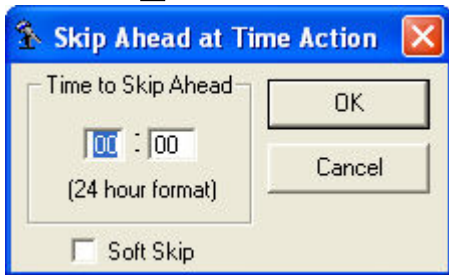 Skip Ahead at Time Action
Time to Skip Ahead
00 : 00
(24 hour format)
OK
Cancel
Soft Skip